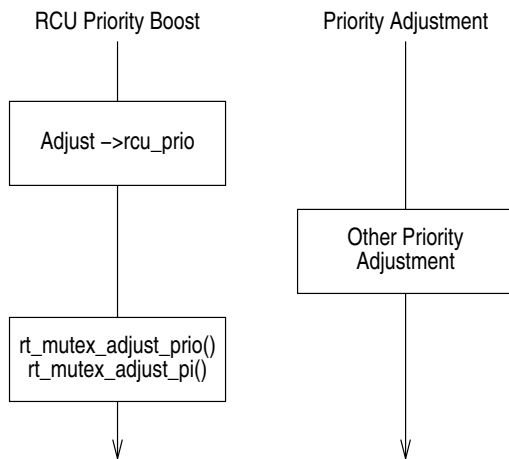 RCU Priority Boost
Priority Adjustment
Adjust −>rcu_prio
Other Priority
Adjustment
rt_mutex_adjust_prio()
rt_mutex_adjust_pi()